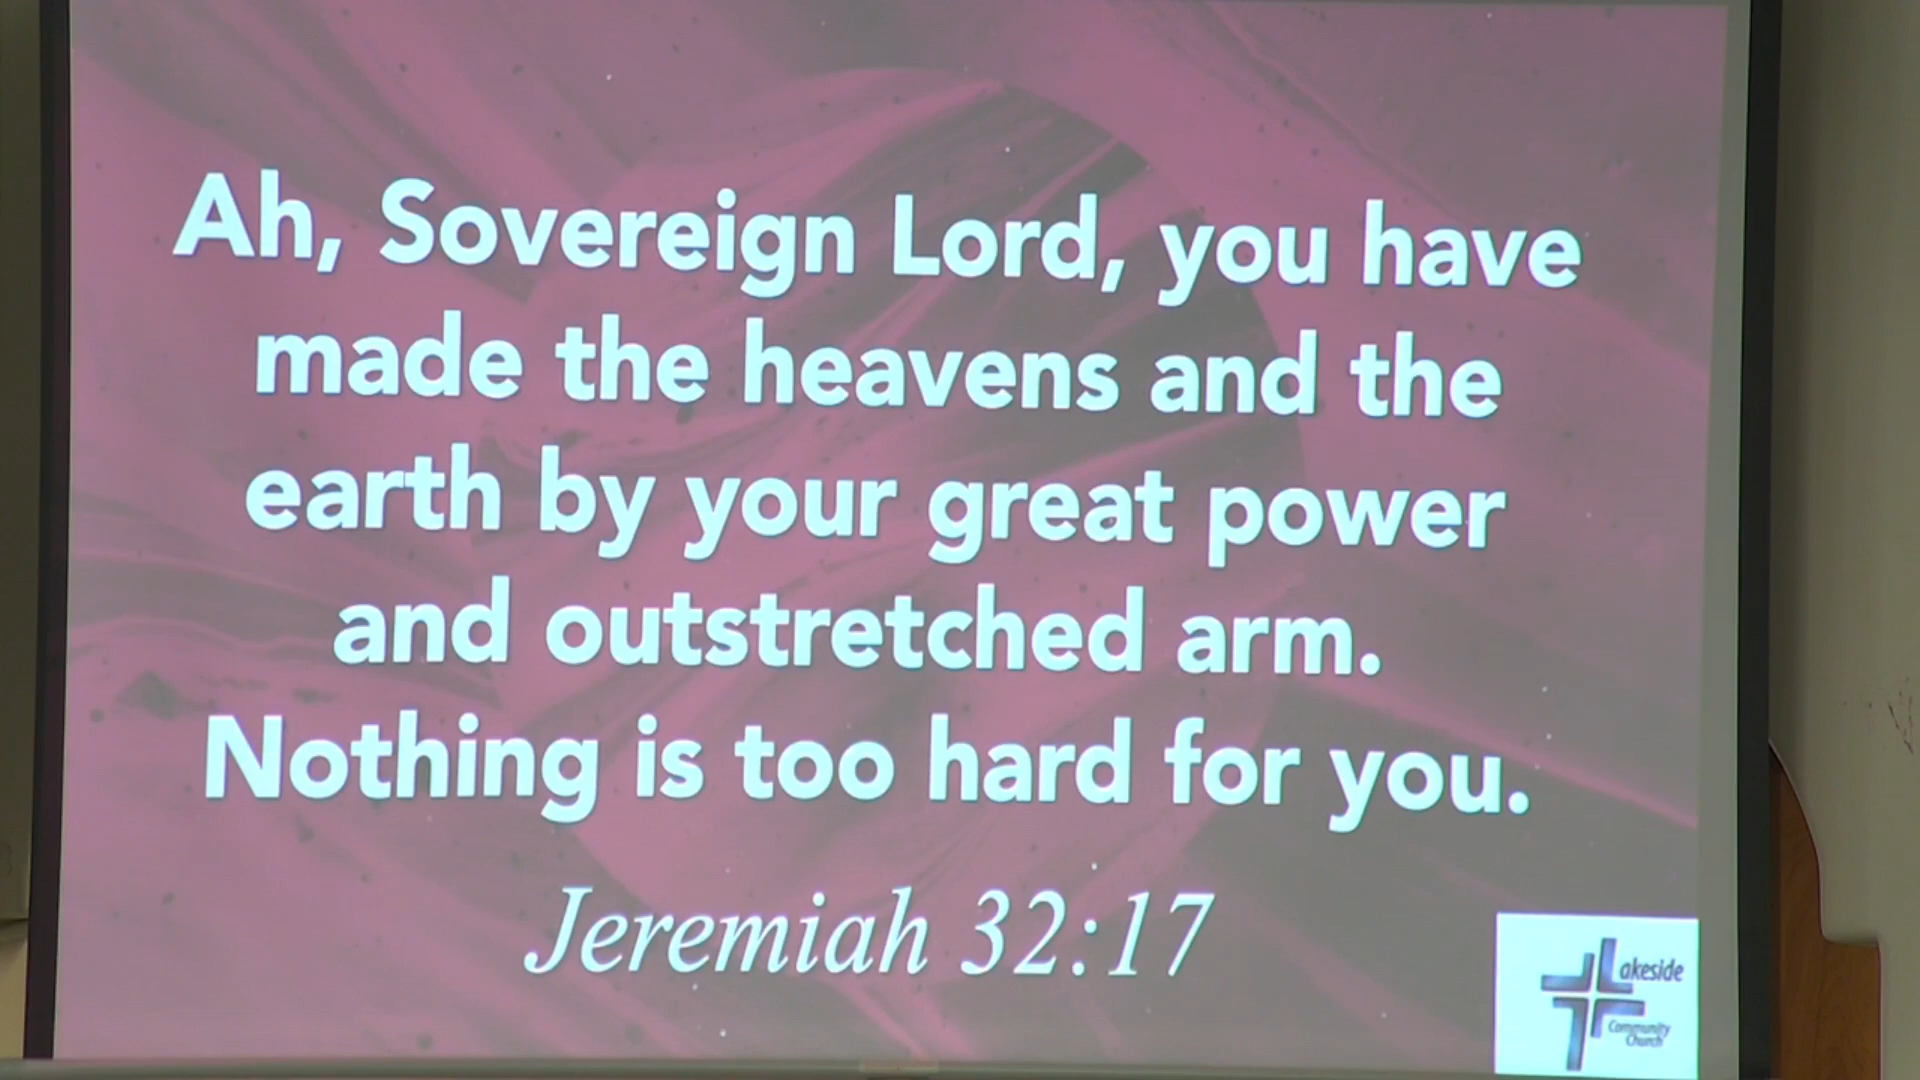 Ah, Sovereign Lord, you have
made the heavens and the
earth by your great power
and outstretched arm.
Nothing is too hard for you.
Jeremiah 32:17
Lakeside
Community
Church